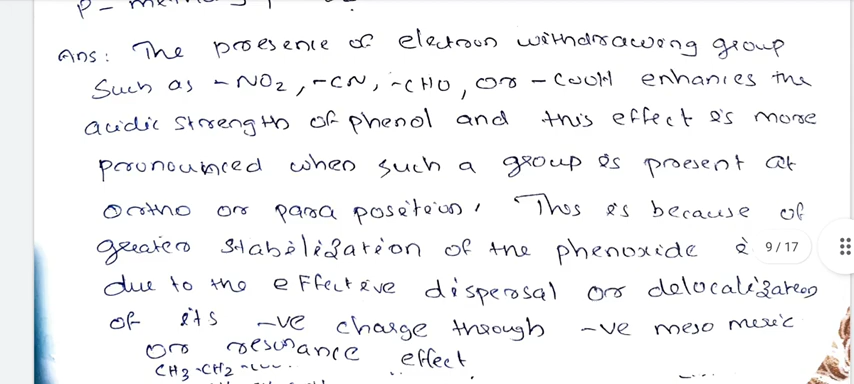 Ans: The presence of electron withdrawing group
Such as -NO2, -CN, -CHO, or -COOH enhances the
acidic strength of phenol and this effect is more
pronounced when such a group is present at
ortho or para position. This is because of
greater stabilization of the phenoxide
9/17
due to the effective dispersal or delocalization
of its -ve charge through -ve mesomeric
or resonance effect
CH3-CH2-